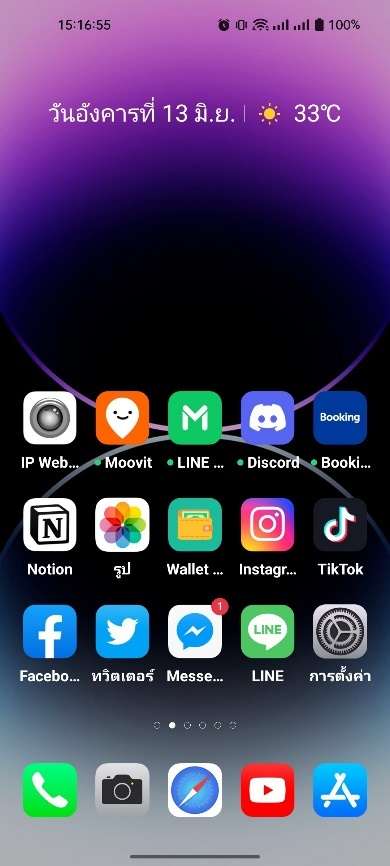 15:16:55 100%
วันอังคารที่ 13 มิ.ย. 33°C
Booking
IP Web... Moovit LINE ... Discord Booki...
Notion รูป Wallet ... Instagr... TikTok
1
LINE
Facebo... ทวิตเตอร์ Messe... LINE การตั้งค่า